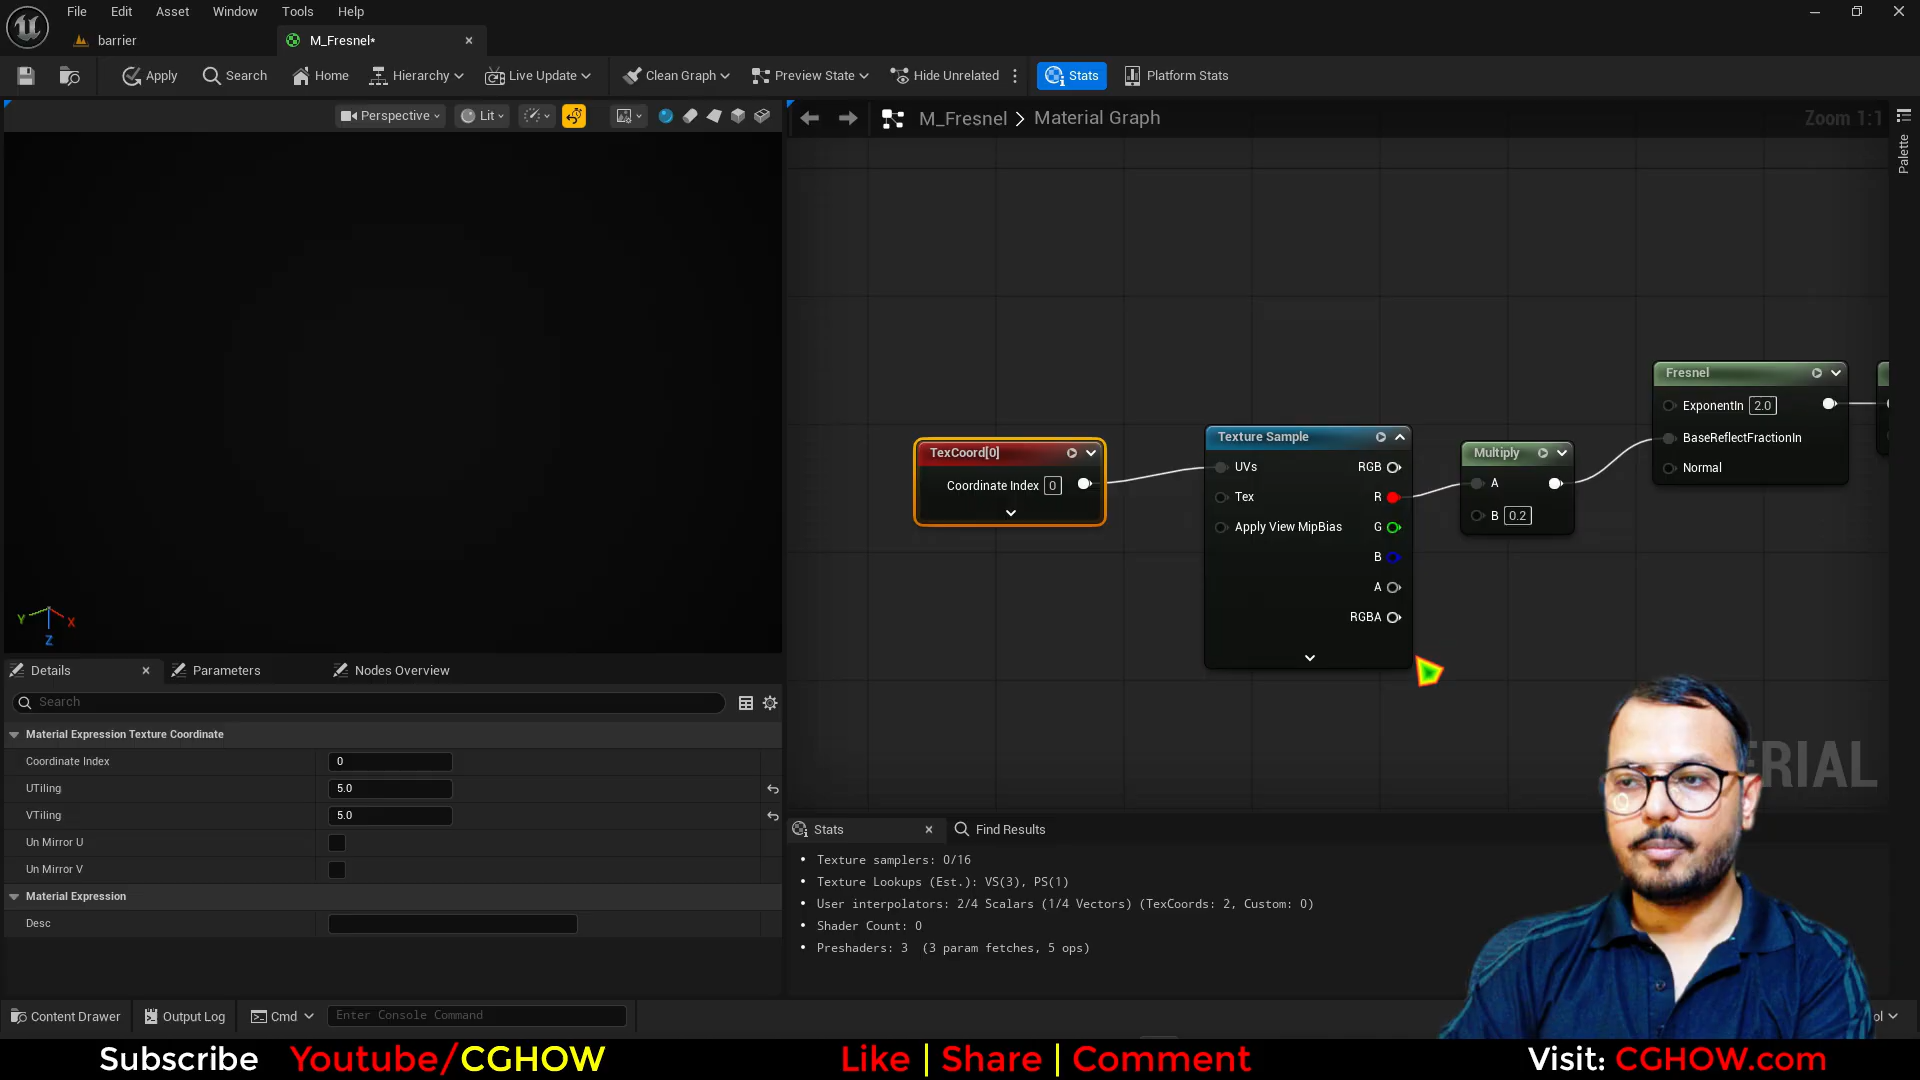 File Edit Asset Window Tools Help
barrier M_Fresnel*
Apply Search Home Hierarchy Live Update Clean Graph Preview State Hide Unrelated Stats Platform Stats
Perspective Lit
M_Fresnel > Material Graph Zoom 1:1
Palette
Fresnel
ExponentIn 2.0
BaseReflectFractionIn
Normal
TexCoord[0]
Coordinate Index 0
Texture Sample
UVs RGB
Tex R
Apply View MipBias G
B
A
RGBA
Multiply
A
B 0.2
Y X
Z
Details Parameters Nodes Overview
Search
Material Expression Texture Coordinate
Coordinate Index 0
UTiling 5.0
VTiling 5.0
Un Mirror U
Un Mirror V
Material Expression
Desc
Stats Find Results
• Texture samplers: 0/16
• Texture Lookups (Est.): VS(3), PS(1)
• User interpolators: 2/4 Scalars (1/4 Vectors) (TexCoords: 2, Custom: 0)
• Shader Count: 0
• Preshaders: 3 (3 param fetches, 5 ops)
ERIAL
Content Drawer Output Log Cmd Enter Console Command
ol
Subscribe Youtube/CGHOW Like | Share | Comment Visit: CGHOW.com